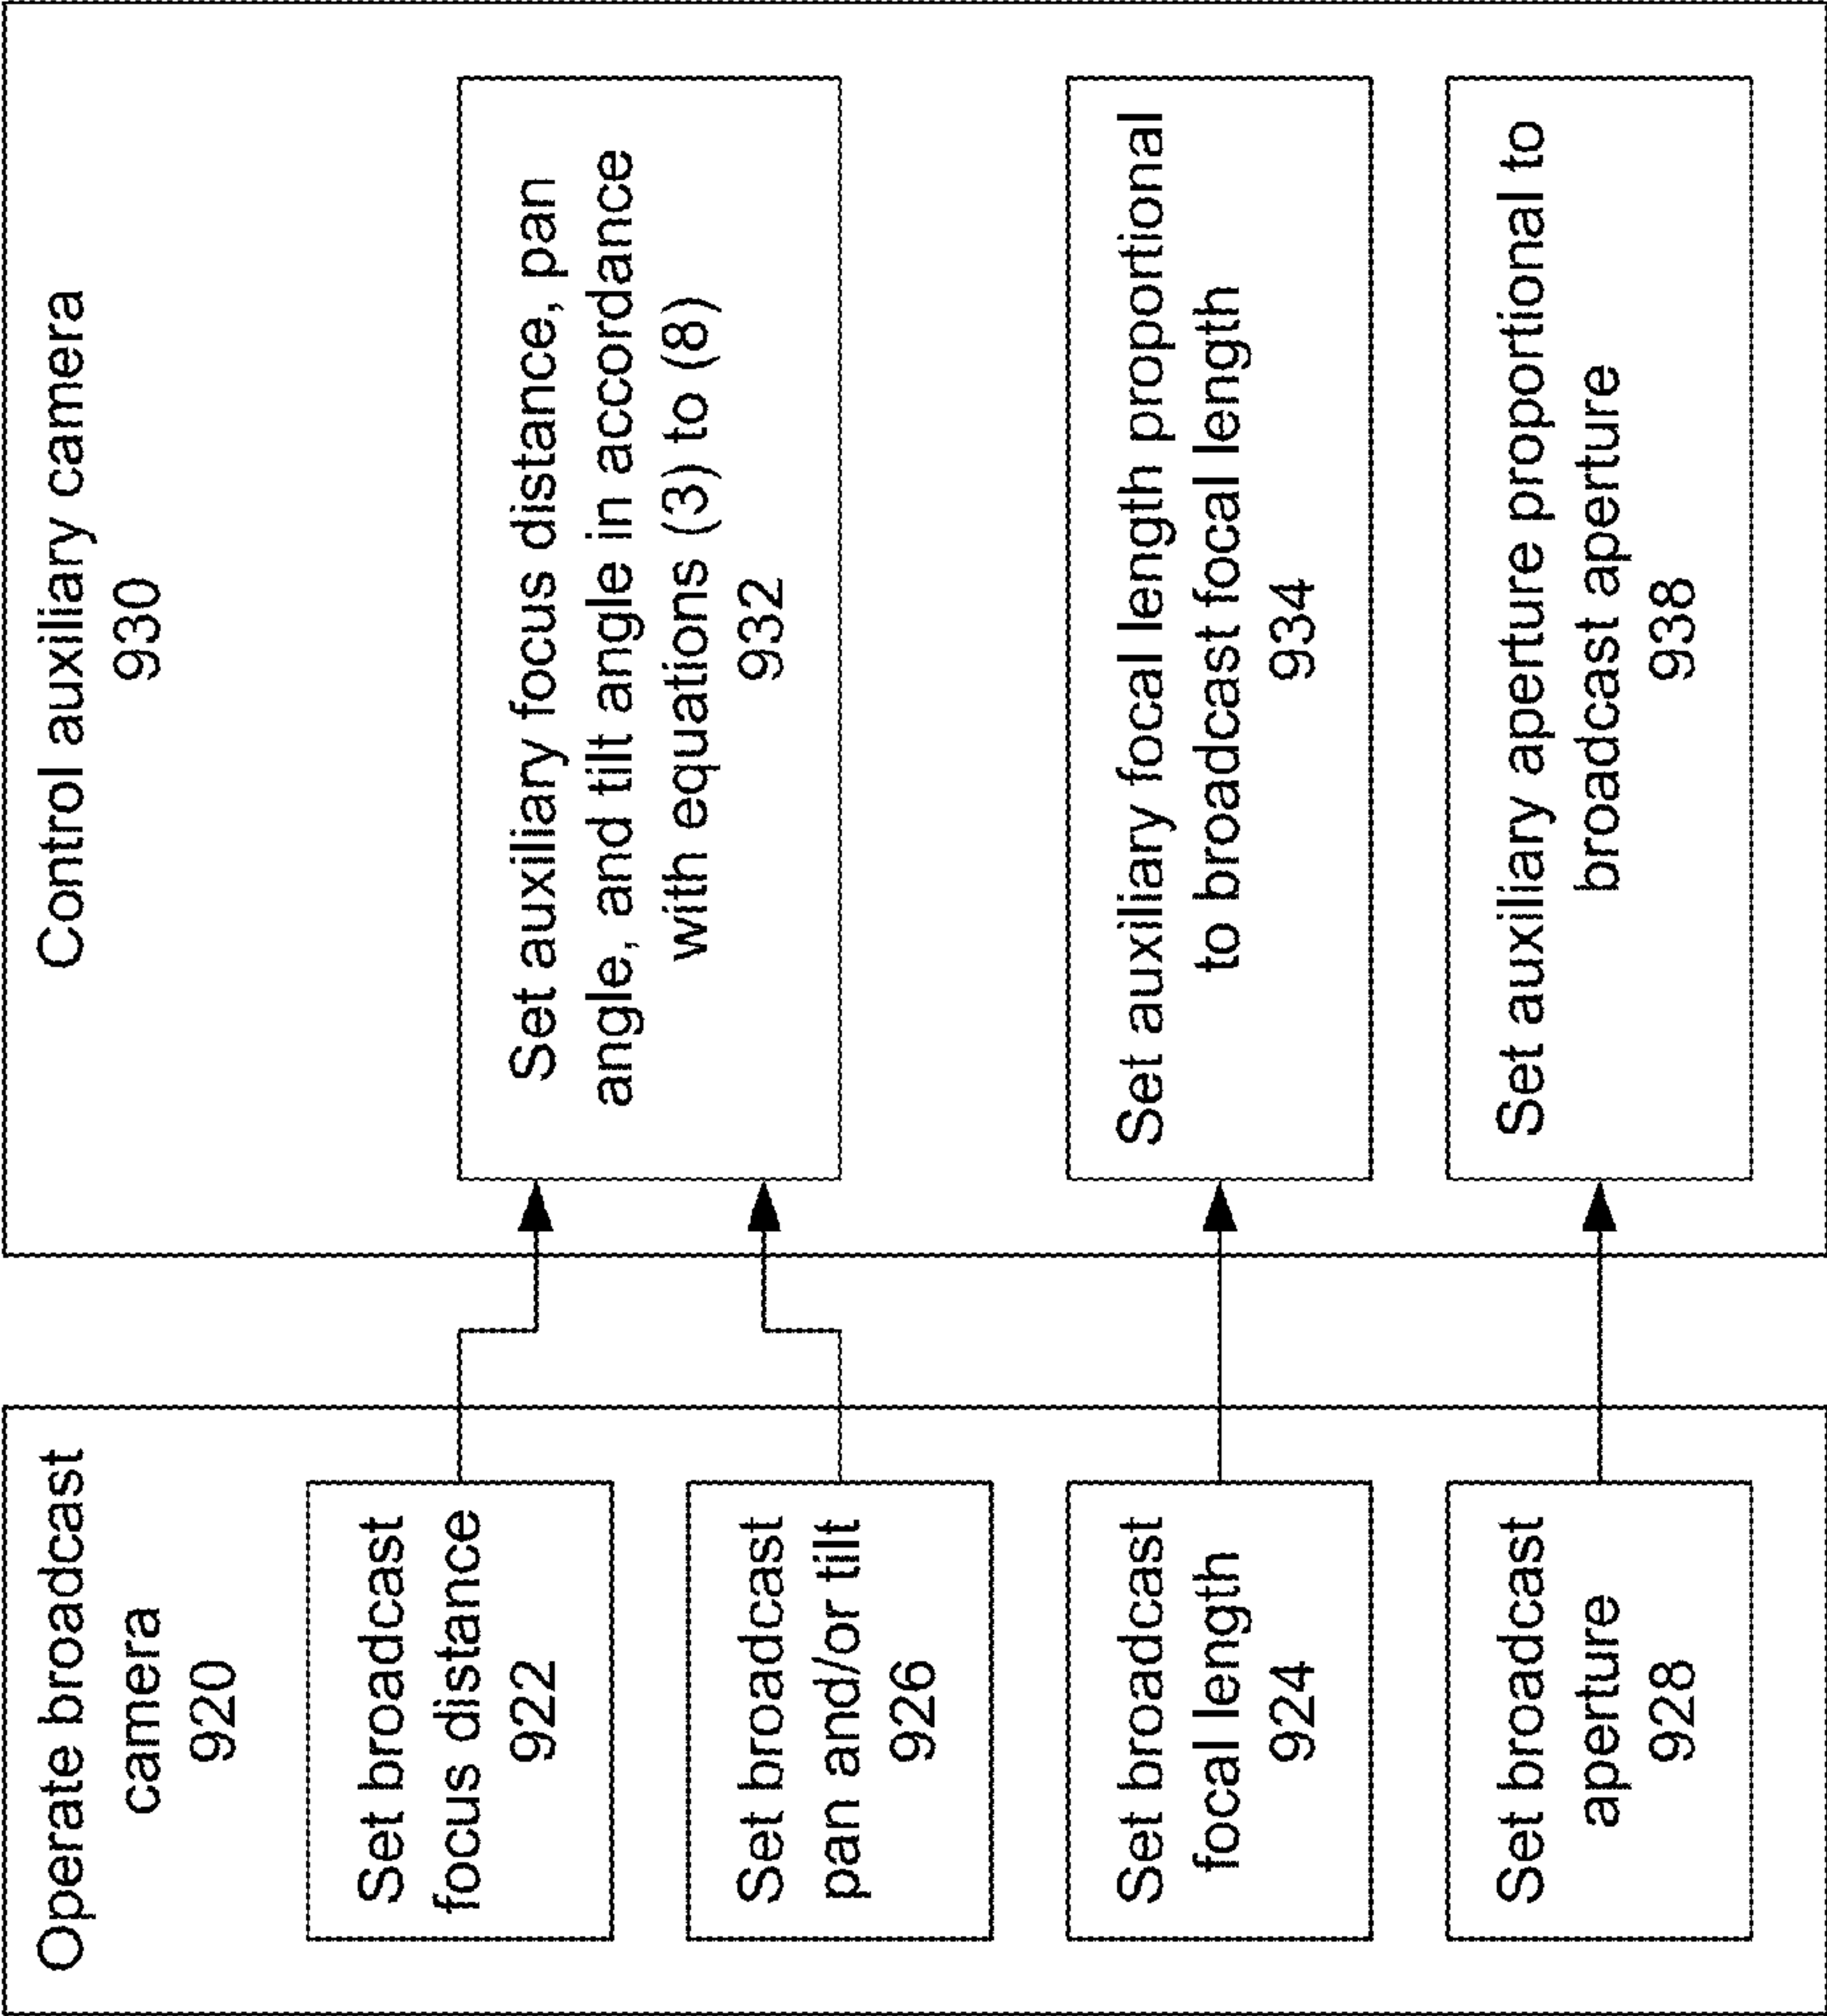 Operate broadcast
camera
920
Set broadcast
focus distance
922
Set broadcast
pan and/or tilt
926
Set broadcast
focal length
924
Set broadcast
aperture
928
Control auxiliary camera
930
Set auxiliary focus distance, pan
angle, and tilt angle in accordance
with equations (3) to (8)
932
Set auxiliary focal length proportional
to broadcast focal length
934
Set auxiliary aperture proportional to
broadcast aperture
938